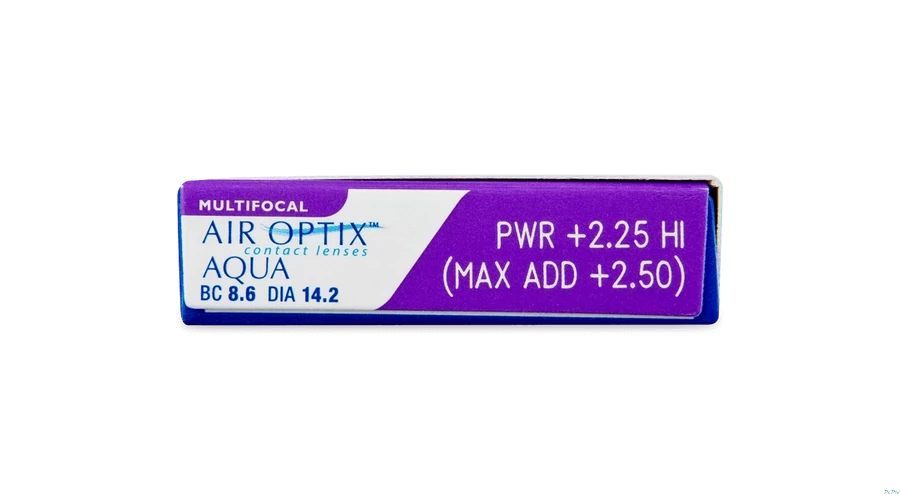 MULTIFOCAL
AIR OPTIX™
contact lenses
AQUA
BC 8.6 DIA 14.2
PWR +2.25 HI
(MAX ADD +2.50)